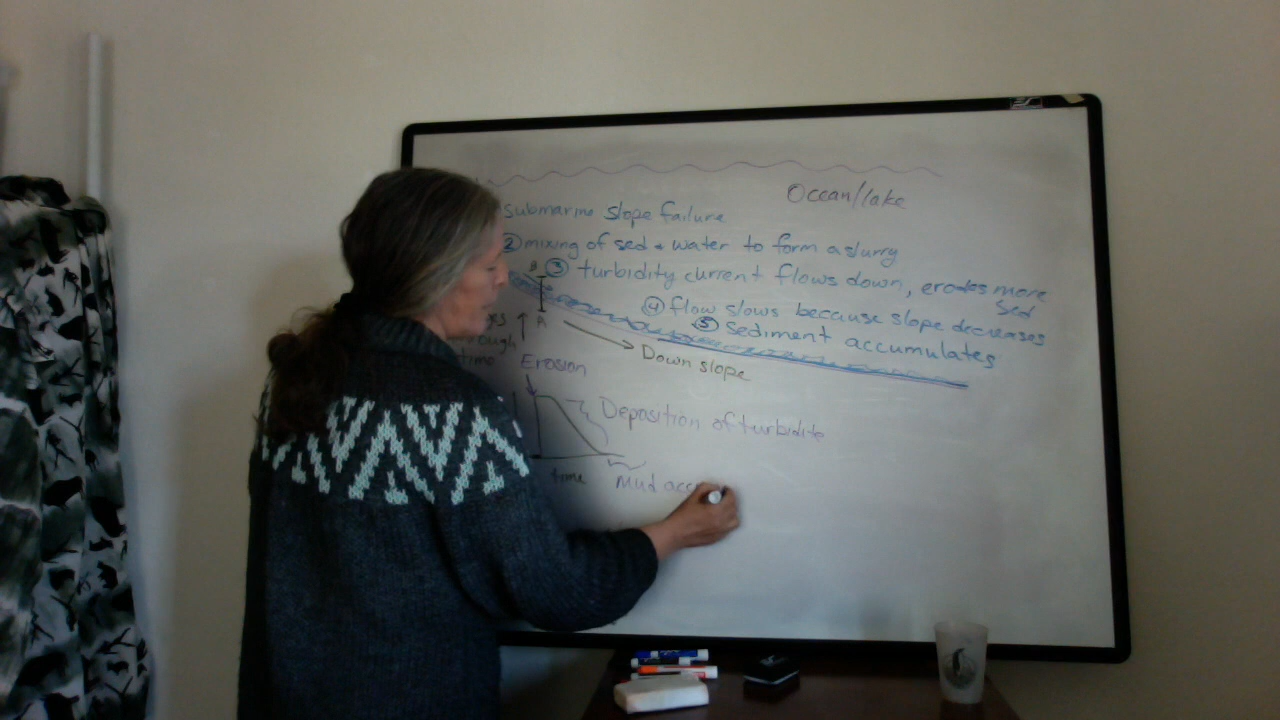 Ocean/lake
submarine slope failure
② mixing of sed + water to form a slurry
③ turbidity current flows down, erodes more
sed
④ flow slows because slope decreases
⑤ Sediment accumulates
B
A
time
Down slope
Erosion
Deposition of turbidite
time
Mud acc